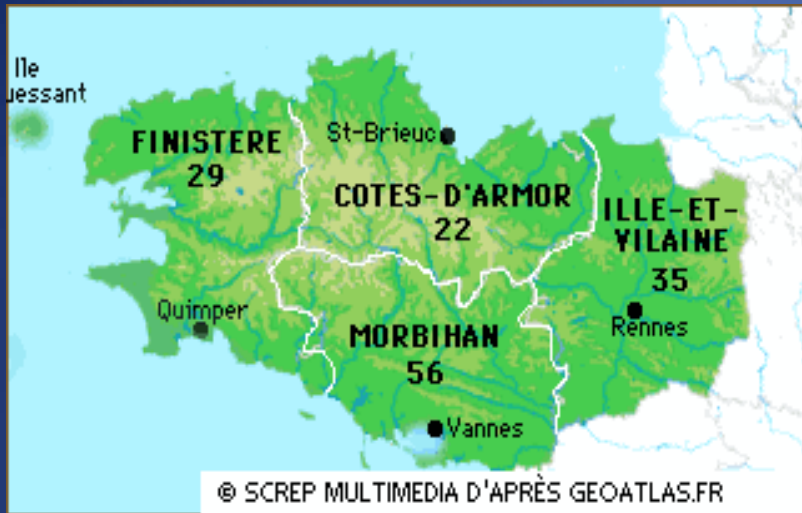 Ile
uessant
FINISTERE
29
St-Brieuc
COTES-D'ARMOR
22
ILLE-ET-
VILAINE
35
Quimper
Rennes
MORBIHAN
56
Vannes
© SCREP MULTIMEDIA D'APRÈS GEOATLAS.FR